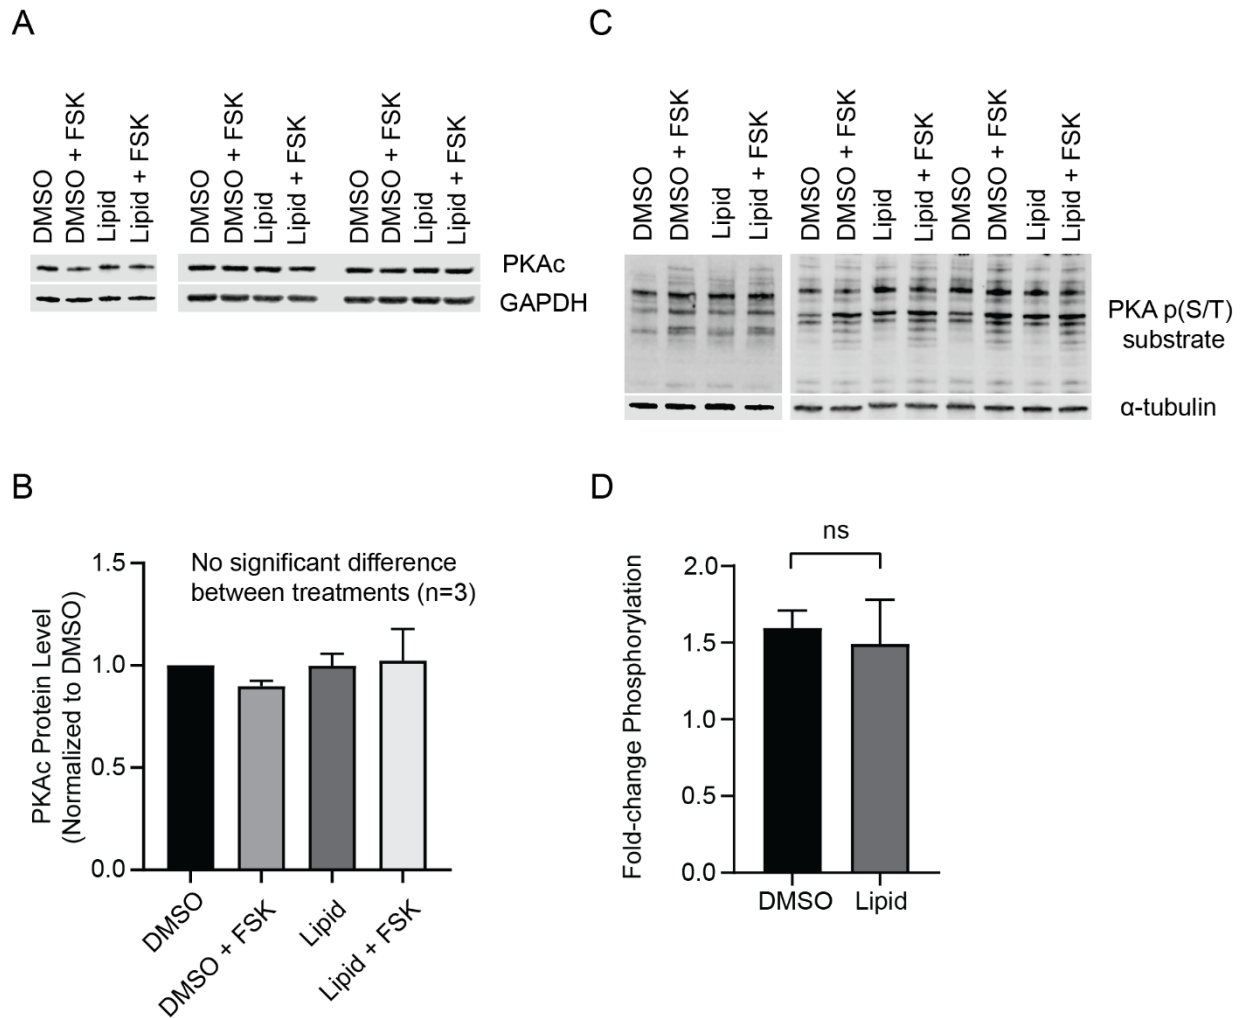 A
DMSO
DMSO + FSK
Lipid
Lipid + FSK
DMSO
DMSO + FSK
Lipid
Lipid + FSK
DMSO
DMSO + FSK
Lipid
Lipid + FSK
PKAc
GAPDH
C
DMSO
DMSO + FSK
Lipid
Lipid + FSK
DMSO
DMSO + FSK
Lipid
Lipid + FSK
DMSO
DMSO + FSK
Lipid
Lipid + FSK
PKA p(S/T)
substrate
α-tubulin
B
PKAc Protein Level
(Normalized to DMSO)
1.5
1.0
0.5
0.0
No significant difference
between treatments (n=3)
DMSO
DMSO + FSK
Lipid
Lipid + FSK
D
Fold-change Phosphorylation
2.0
1.5
1.0
0.5
0.0
ns
DMSO
Lipid